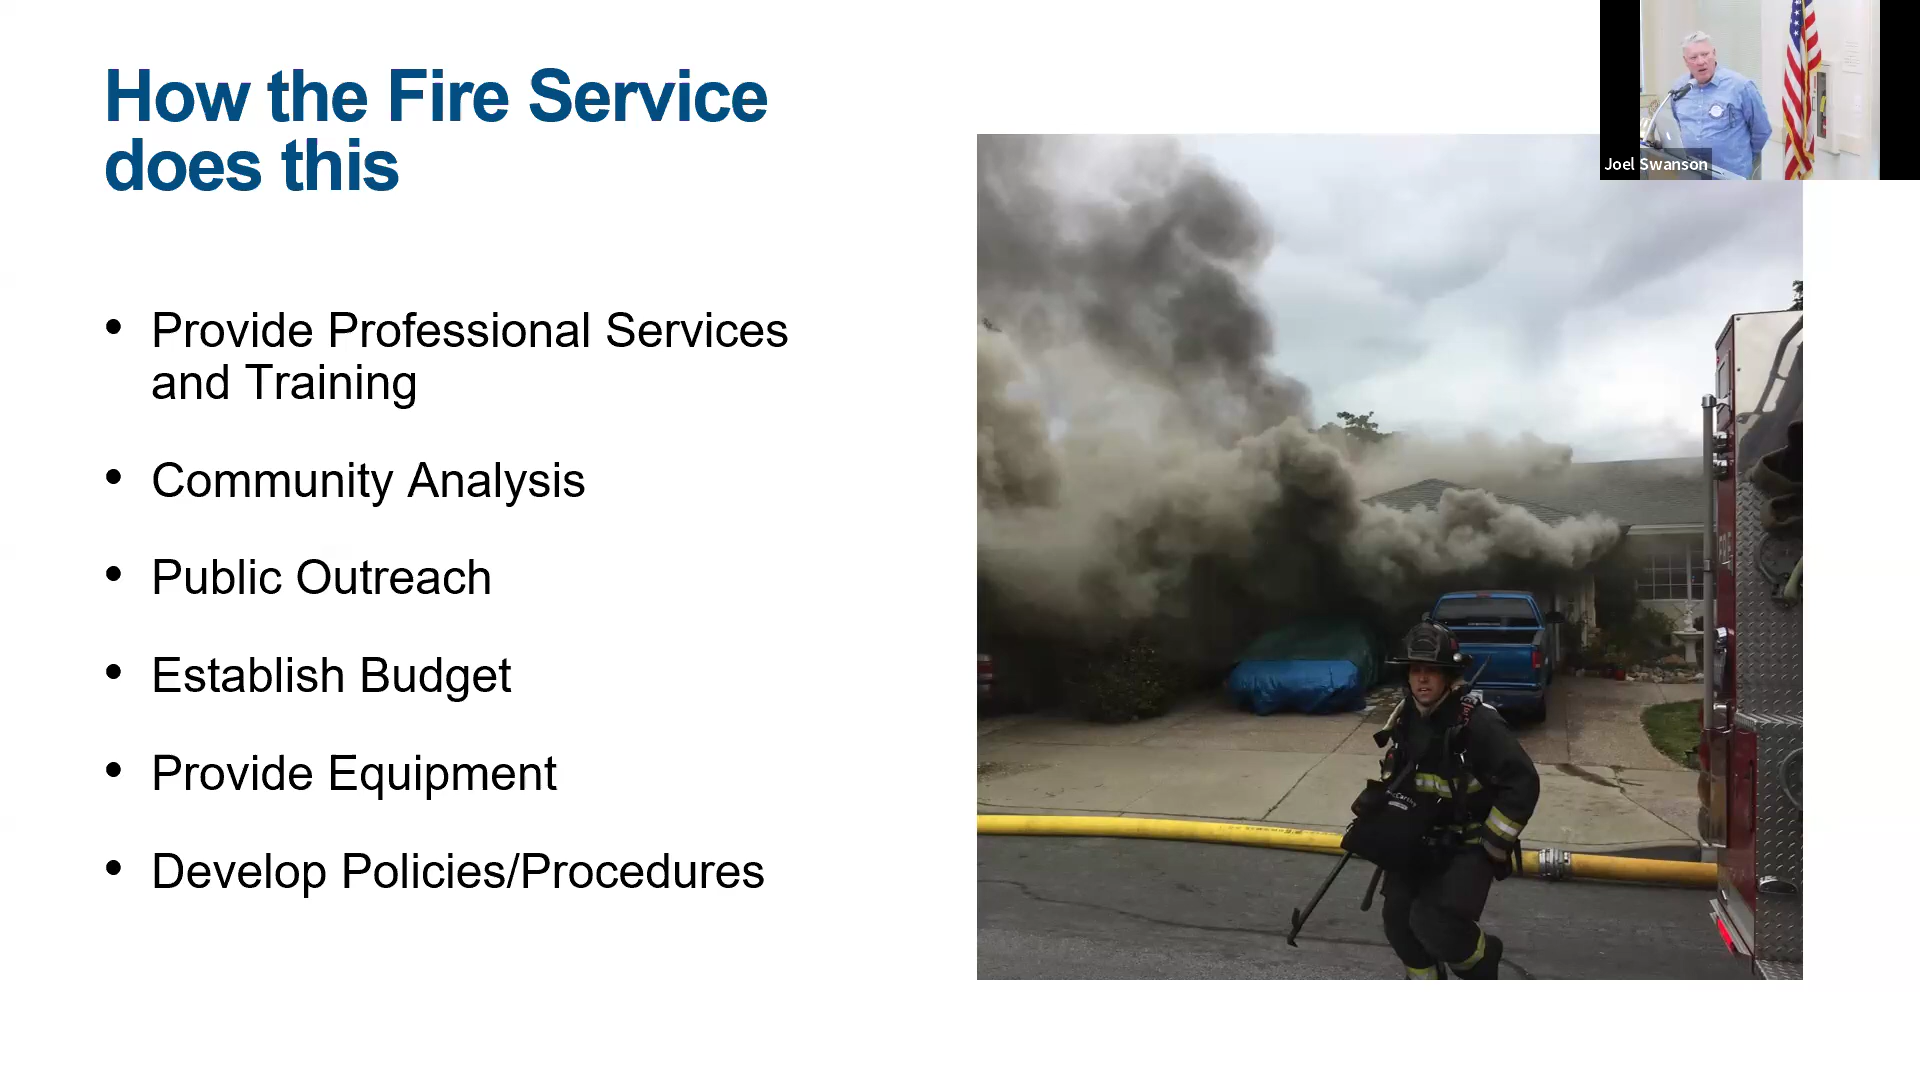 How the Fire Service
does this
Joel Swanson
• Provide Professional Services
and Training
• Community Analysis
• Public Outreach
• Establish Budget
• Provide Equipment
• Develop Policies/Procedures